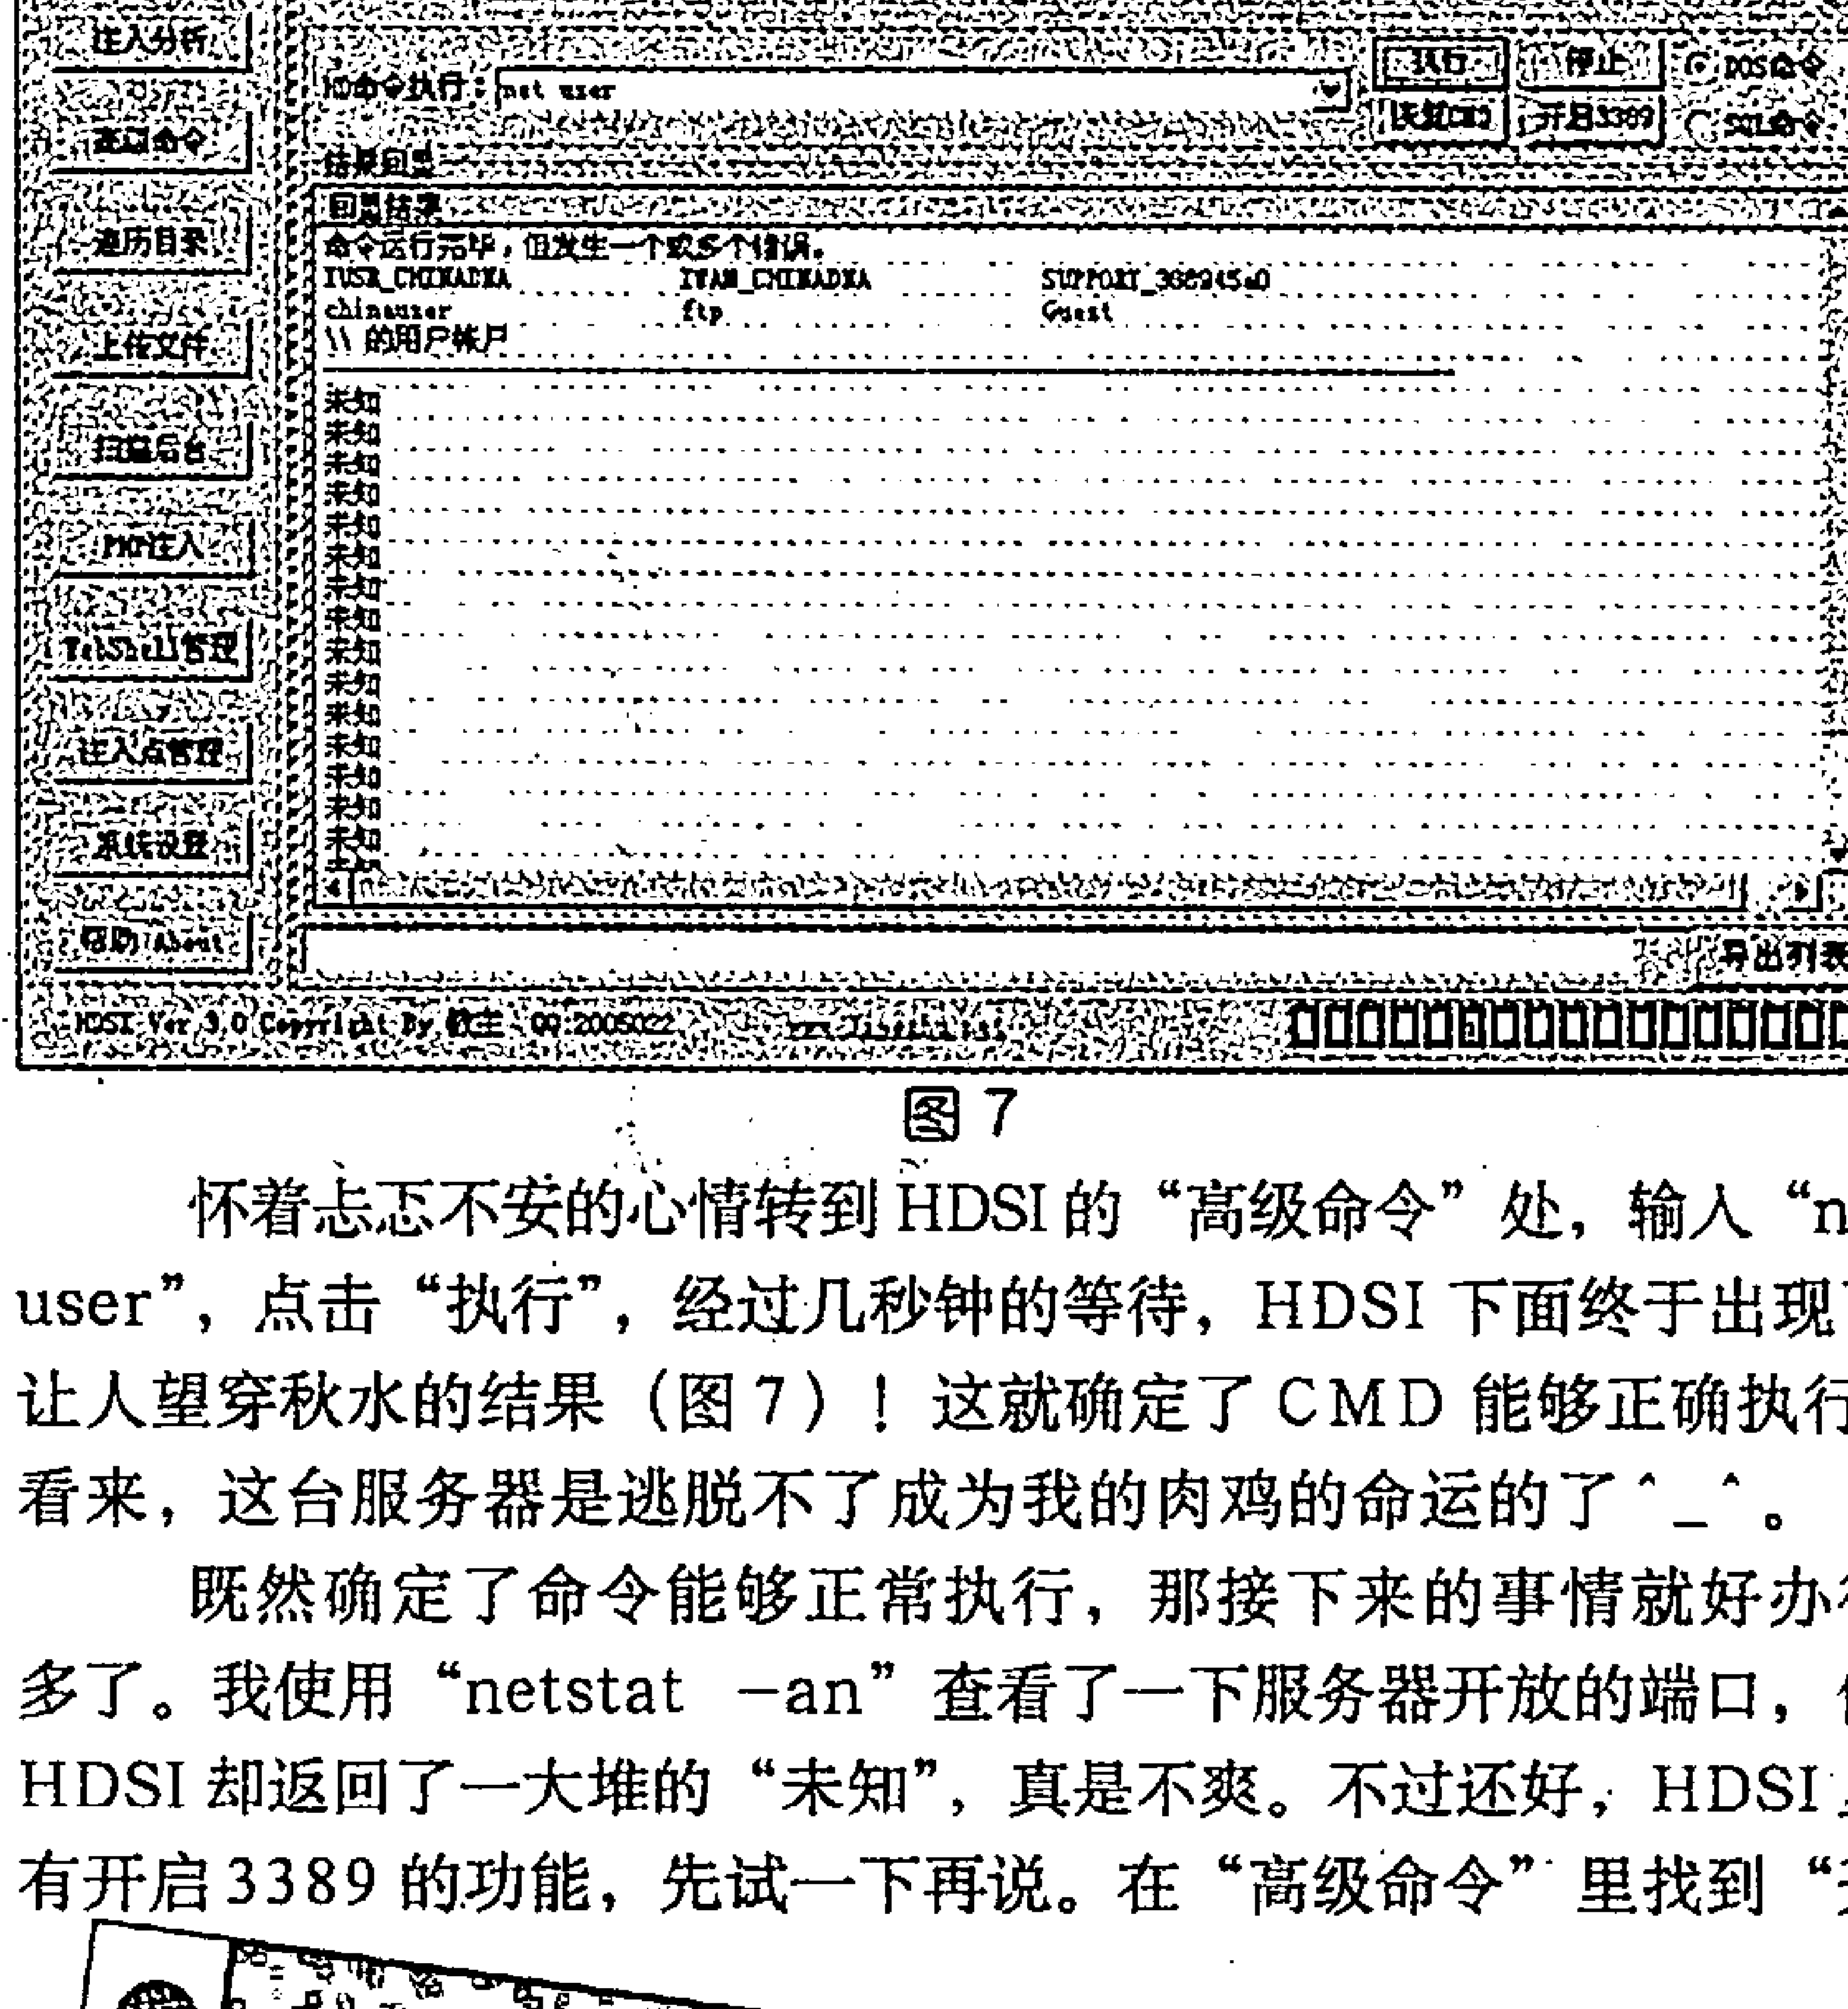 注入分析
执行
停止
DOS命令
HD命令执行：
net user
开启3389
SQL命令
结果回显
回显结果
遍历目录
命令运行完毕，但发生一个或多个错误。
IUSR_CHINADNA IWAM_CHINADNA SUPPORT_388945a0
chinauser ftp Guest
\\ 的用户帐户
上传文件
未知
未知
扫描后台
未知
未知
未知
PHP注入
未知
未知
未知
WebShell管理
未知
未知
未知
注入点管理
未知
未知
未知
系统设置
未知
帮助/About
导出列表
HDSI Ver 3.0 Copyright By 教主 QQ:2005022
图 7
怀着忐忑不安的心情转到 HDSI 的“高级命令”处，输入“n
user”，点击“执行”，经过几秒钟的等待，HDSI 下面终于出现
让人望穿秋水的结果（图 7）！这就确定了 CMD 能够正确执行
看来，这台服务器是逃脱不了成为我的肉鸡的命运的了^_^。
既然确定了命令能够正常执行，那接下来的事情就好办
多了。我使用“netstat -an”查看了一下服务器开放的端口，
HDSI 却返回了一大堆的“未知”，真是不爽。不过还好，HDSI
有开启 3389 的功能，先试一下再说。在“高级命令”里找到“